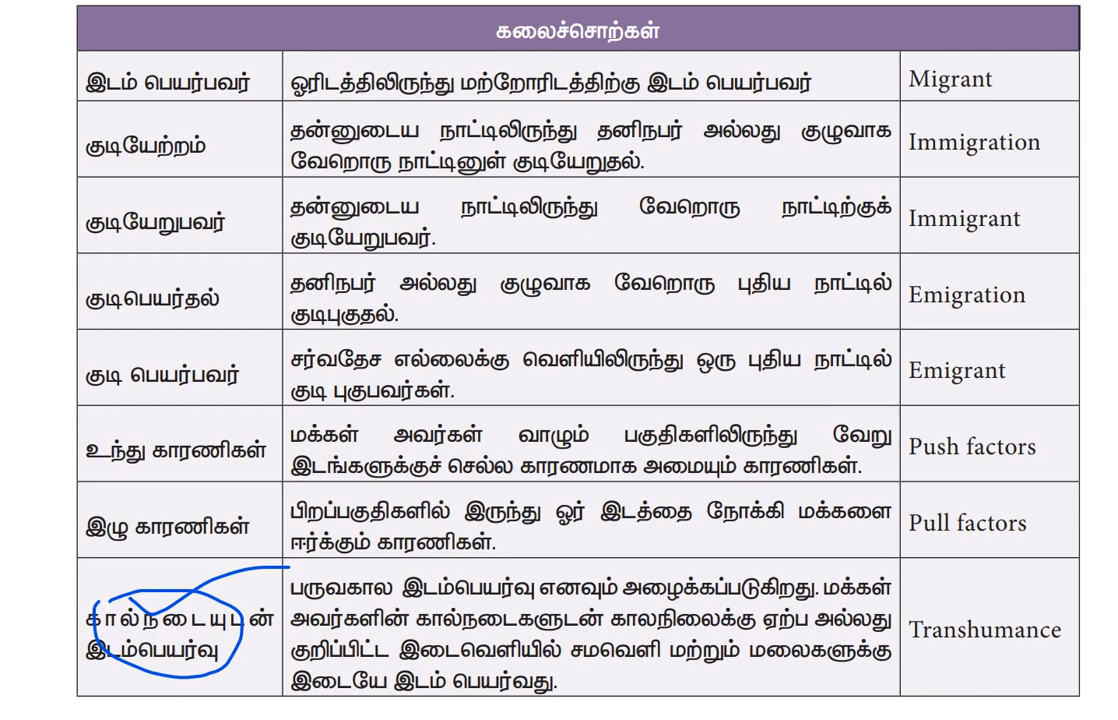 கலைச்சொற்கள்
இடம் பெயர்பவர்
ஓரிடத்திலிருந்து மற்றோரிடத்திற்கு இடம் பெயர்பவர்
Migrant
குடியேற்றம்
தன்னுடைய நாட்டிலிருந்து தனிநபர் அல்லது குழுவாக
வேறொரு நாட்டினுள் குடியேறுதல்.
Immigration
குடியேறுபவர்
தன்னுடைய நாட்டிலிருந்து வேறொரு நாட்டிற்குக்
குடியேறுபவர்.
Immigrant
குடிபெயர்தல்
தனிநபர் அல்லது குழுவாக வேறொரு புதிய நாட்டில்
குடிபுகுதல்.
Emigration
குடி பெயர்பவர்
சர்வதேச எல்லைக்கு வெளியிலிருந்து ஒரு புதிய நாட்டில்
குடி புகுபவர்கள்.
Emigrant
உந்து காரணிகள்
மக்கள் அவர்கள் வாழும் பகுதிகளிலிருந்து வேறு
இடங்களுக்குச் செல்ல காரணமாக அமையும் காரணிகள்.
Push factors
இழு காரணிகள்
பிறப்பகுதிகளில் இருந்து ஓர் இடத்தை நோக்கி மக்களை
ஈர்க்கும் காரணிகள்.
Pull factors
கால்நடையுடன்
இடம்பெயர்வு
பருவகால இடம்பெயர்வு எனவும் அழைக்கப்படுகிறது. மக்கள்
அவர்களின் கால்நடைகளுடன் காலநிலைக்கு ஏற்ப அல்லது
குறிப்பிட்ட இடைவெளியில் சமவெளி மற்றும் மலைகளுக்கு
இடையே இடம் பெயர்வது.
Transhumance